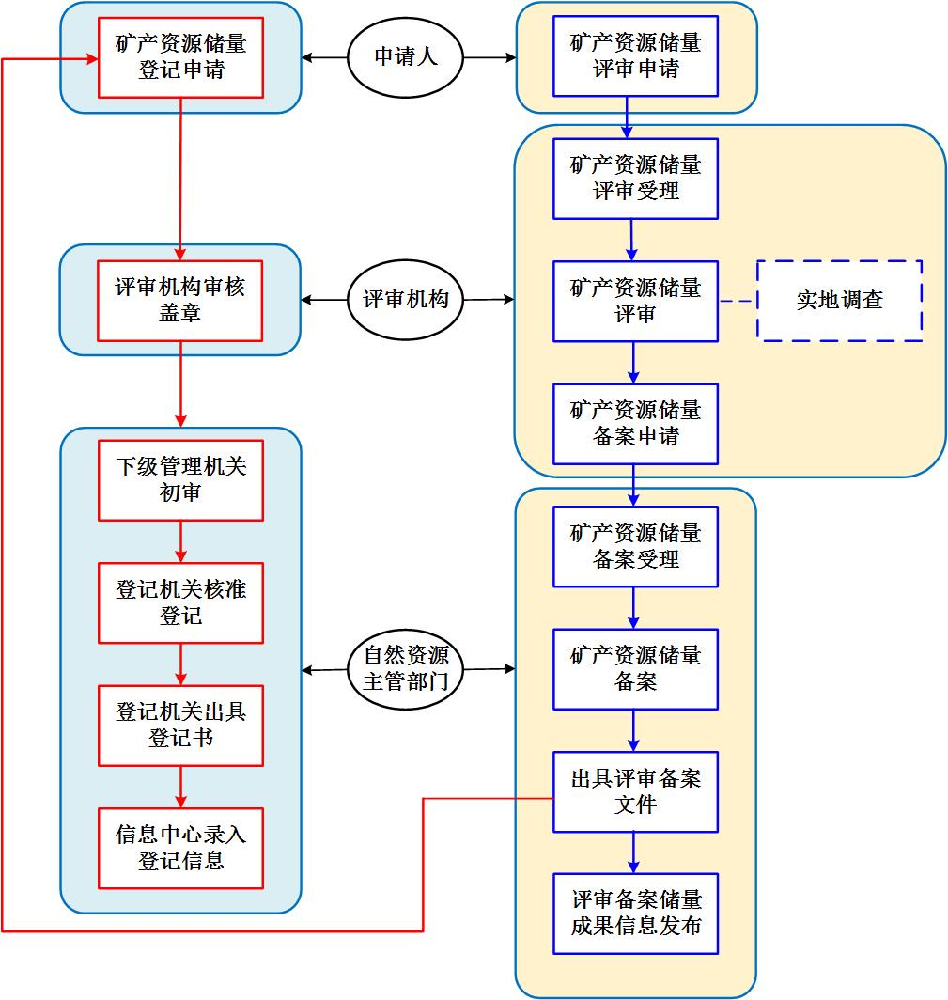 矿产资源储量
登记申请
申请人
矿产资源储量
评审申请
矿产资源储量
评审受理
评审机构审核
盖章
评审机构
矿产资源储量
评审
实地调查
矿产资源储量
备案申请
下级管理机关
初审
矿产资源储量
备案受理
登记机关核准
登记
自然资源
主管部门
矿产资源储量
备案
登记机关出具
登记书
出具评审备案
文件
信息中心录入
登记信息
评审备案储量
成果信息发布